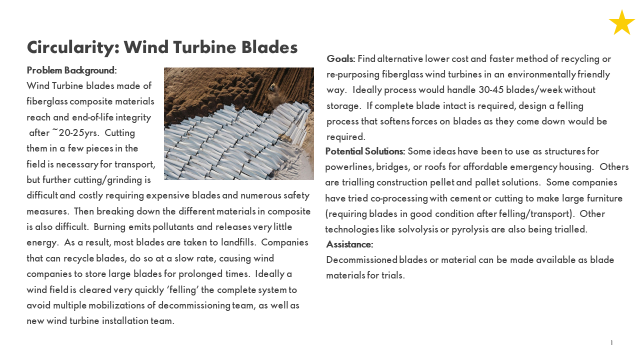 Circularity: Wind Turbine Blades
Problem Background:
Wind Turbine blades made of
fiberglass composite materials
reach and end-of-life integrity
after ~20-25yrs. Cutting
them in a few pieces in the
field is necessary for transport,
but further cutting/grinding is
difficult and costly requiring expensive blades and numerous safety
measures. Then breaking down the different materials in composite
is also difficult. Burning emits pollutants and releases very little
energy. As a result, most blades are taken to landfills. Companies
that can recycle blades, do so at a slow rate, causing wind
companies to store large blades for prolonged times. Ideally a
wind field is cleared very quickly 'felling' the complete system to
avoid multiple mobilizations of decommissioning team, as well as
new wind turbine installation team.
Goals: Find alternative lower cost and faster method of recycling or
re-purposing fiberglass wind turbines in an environmentally friendly
way. Ideally process would handle 30-45 blades/week without
storage. If complete blade intact is required, design a felling
process that softens forces on blades as they come down would be
required.
Potential Solutions: Some ideas have been to use as structures for
powerlines, bridges, or roofs for affordable emergency housing. Others
are trialling construction pellet and pallet solutions. Some companies
have tried co-processing with cement or cutting to make large furniture
(requiring blades in good condition after felling/transport). Other
technologies like solvolysis or pyrolysis are also being trialled.
Assistance:
Decommissioned blades or material can be made available as blade
materials for trials.
1